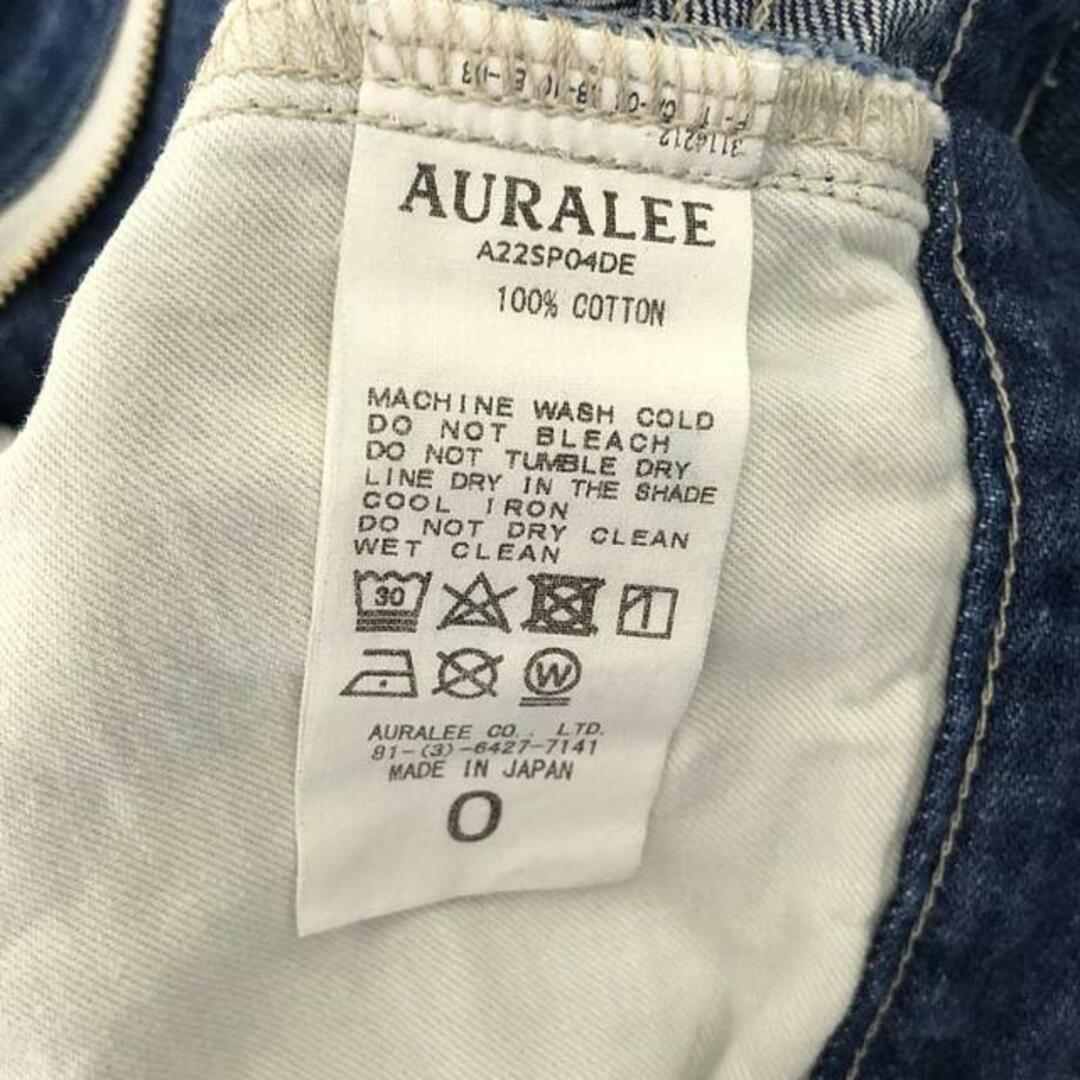 AURALEE
A22SP04DE
100% COTTON
MACHINE WASH COLD
DO NOT BLEACH
DO NOT TUMBLE DRY
LINE DRY IN THE SHADE
COOL IRON
DO NOT DRY CLEAN
WET CLEAN
30
W
AURALEE CO., LTD.
81-(3)-6427-7141
MADE IN JAPAN
0